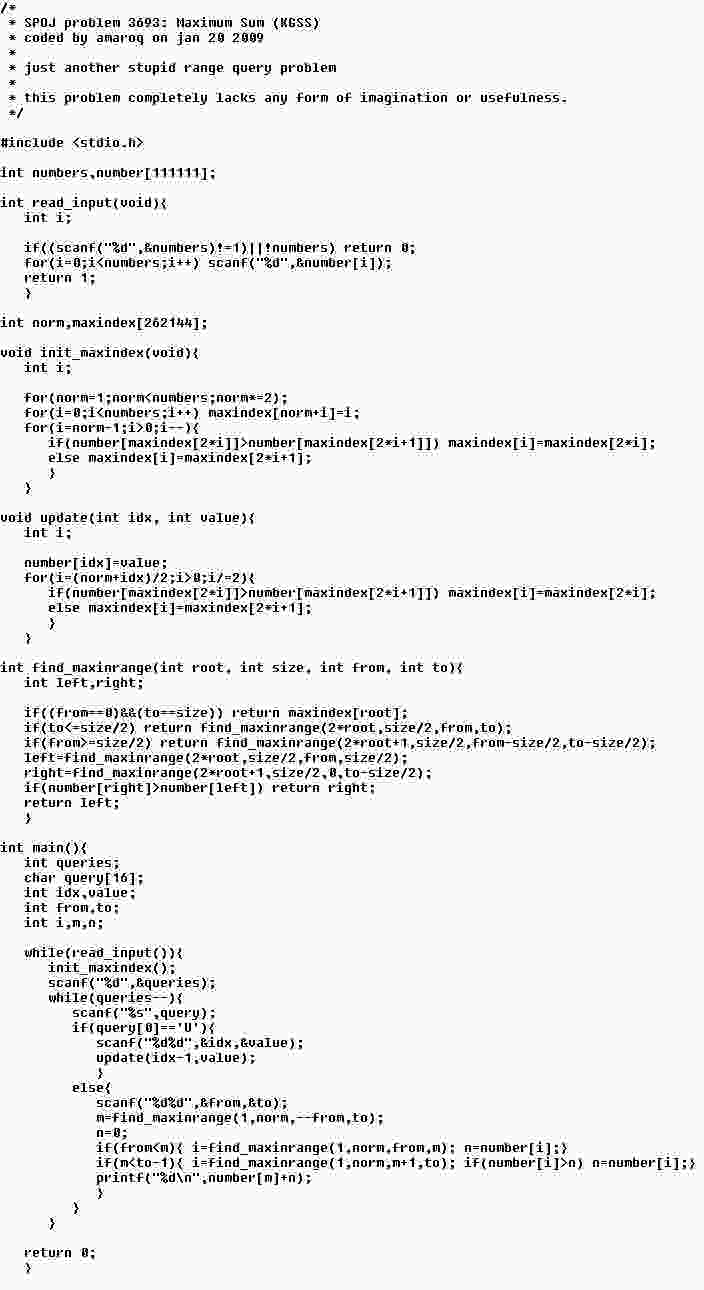 /*
 * SPOJ problem 3693: Maximum Sum (KGSS)
 * coded by amaroq on jan 20 2009
 *
 * just another stupid range query problem
 *
 * this problem completely lacks any form of imagination or usefulness.
 */

#include <stdio.h>

int numbers,number[111111];

int read_input(void){
   int i;

   if((scanf("%d",&numbers)!=1)||!numbers) return 0;
   for(i=0;i<numbers;i++) scanf("%d",&number[i]);
   return 1;
   }

int norm,maxindex[262144];

void init_maxindex(void){
   int i;

   for(norm=1;norm<numbers;norm*=2);
   for(i=0;i<numbers;i++) maxindex[norm+i]=i;
   for(i=norm-1;i>0;i--){
      if(number[maxindex[2*i]]>number[maxindex[2*i+1]]) maxindex[i]=maxindex[2*i];
      else maxindex[i]=maxindex[2*i+1];
      }
   }

void update(int idx, int value){
   int i;

   number[idx]=value;
   for(i=(norm+idx)/2;i>0;i/=2){
      if(number[maxindex[2*i]]>number[maxindex[2*i+1]]) maxindex[i]=maxindex[2*i];
      else maxindex[i]=maxindex[2*i+1];
      }
   }

int find_maxinrange(int root, int size, int from, int to){
   int left,right;

   if((from==0)&&(to==size)) return maxindex[root];
   if(to<=size/2) return find_maxinrange(2*root,size/2,from,to);
   if(from>=size/2) return find_maxinrange(2*root+1,size/2,from-size/2,to-size/2);
   left=find_maxinrange(2*root,size/2,from,size/2);
   right=find_maxinrange(2*root+1,size/2,0,to-size/2);
   if(number[right]>number[left]) return right;
   return left;
   }

int main(){
   int queries;
   char query[16];
   int idx,value;
   int from,to;
   int i,m,n;

   while(read_input()){
      init_maxindex();
      scanf("%d",&queries);
      while(queries--){
         scanf("%s",query);
         if(query[0]=='U'){
            scanf("%d%d",&idx,&value);
            update(idx-1,value);
            }
         else{
            scanf("%d%d",&from,&to);
            m=find_maxinrange(1,norm,--from,to);
            n=0;
            if(from<m){ i=find_maxinrange(1,norm,from,m); n=number[i];}
            if(m<to-1){ i=find_maxinrange(1,norm,m+1,to); if(number[i]>n) n=number[i];}
            printf("%d\n",number[m]+n);
            }
         }
      }

   return 0;
   }